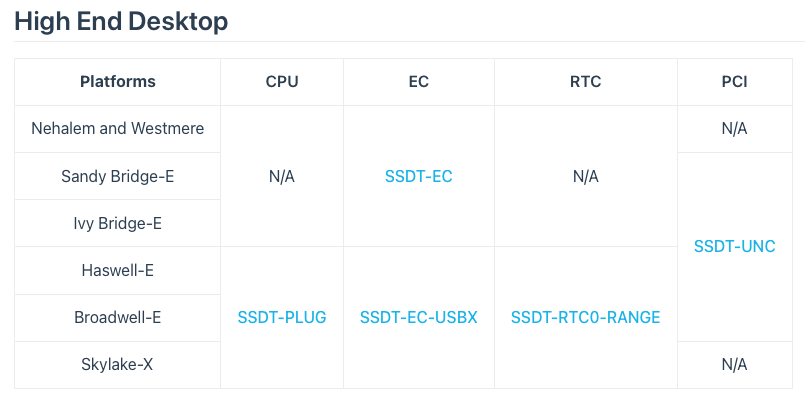 High End Desktop
Platforms CPU EC RTC PCI
Nehalem and Westmere N/A
Sandy Bridge-E N/A SSDT-EC N/A
Ivy Bridge-E
SSDT-UNC
Haswell-E
Broadwell-E SSDT-PLUG SSDT-EC-USBX SSDT-RTC0-RANGE
Skylake-X N/A